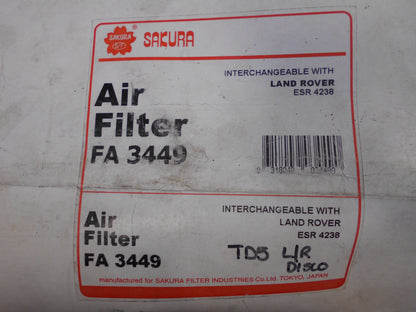 SAKURA
SAKURA
INTERCHANGEABLE WITH
LAND ROVER
ESR 4238
Air
Filter
FA 3449
Air
Filter
FA 3449
INTERCHANGEABLE WITH
LAND ROVER
ESR 4238
TD5 L/R
DISCO
manufactured for SAKURA FILTER INDUSTRIES Co.Ltd. TOKYO, JAPAN